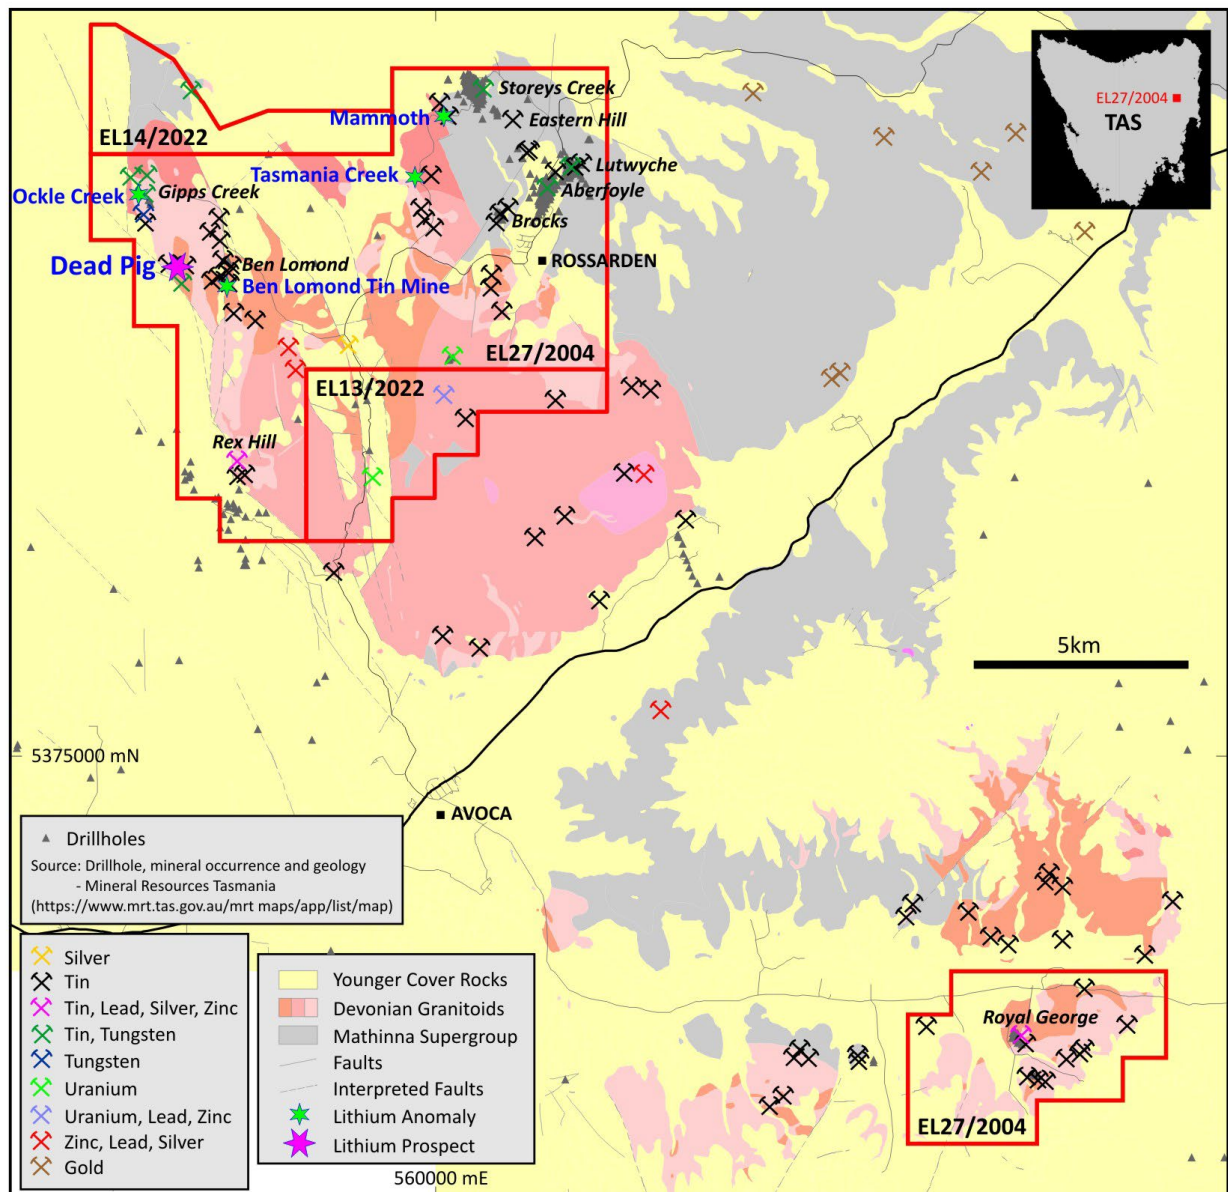 EL27/2004
TAS
Storeys Creek
Mammoth
Eastern Hill
EL14/2022
Lutwyche
Tasmania Creek
Aberfoyle
Ockle Creek
Gipps Creek
Brocks
ROSSARDEN
Dead Pig
Ben Lomond
Ben Lomond Tin Mine
EL27/2004
EL13/2022
Rex Hill
5km
5375000 mN
AVOCA
Drillholes
Source: Drillhole, mineral occurrence and geology
- Mineral Resources Tasmania
(https://www.mrt.tas.gov.au/mrt maps/app/list/map)
Silver
Tin
Tin, Lead, Silver, Zinc
Tin, Tungsten
Tungsten
Uranium
Uranium, Lead, Zinc
Zinc, Lead, Silver
Gold
Younger Cover Rocks
Devonian Granitoids
Mathinna Supergroup
Faults
Interpreted Faults
Lithium Anomaly
Lithium Prospect
Royal George
EL27/2004
560000 mE